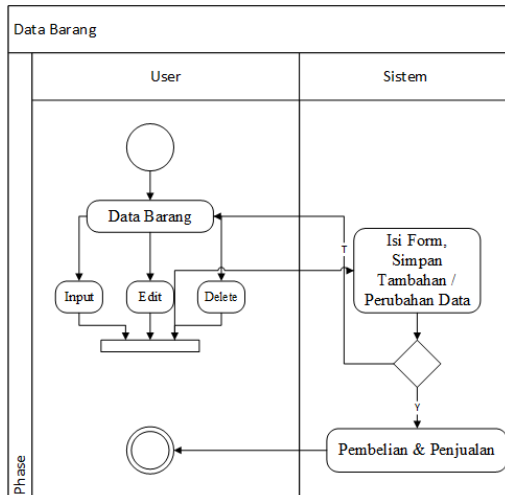 Data Barang
User
Sistem
Data Barang
T
Isi Form,
Simpan
Tambahan /
Perubahan Data
Input
Edit
Delete
Y
Pembelian & Penjualan
Phase